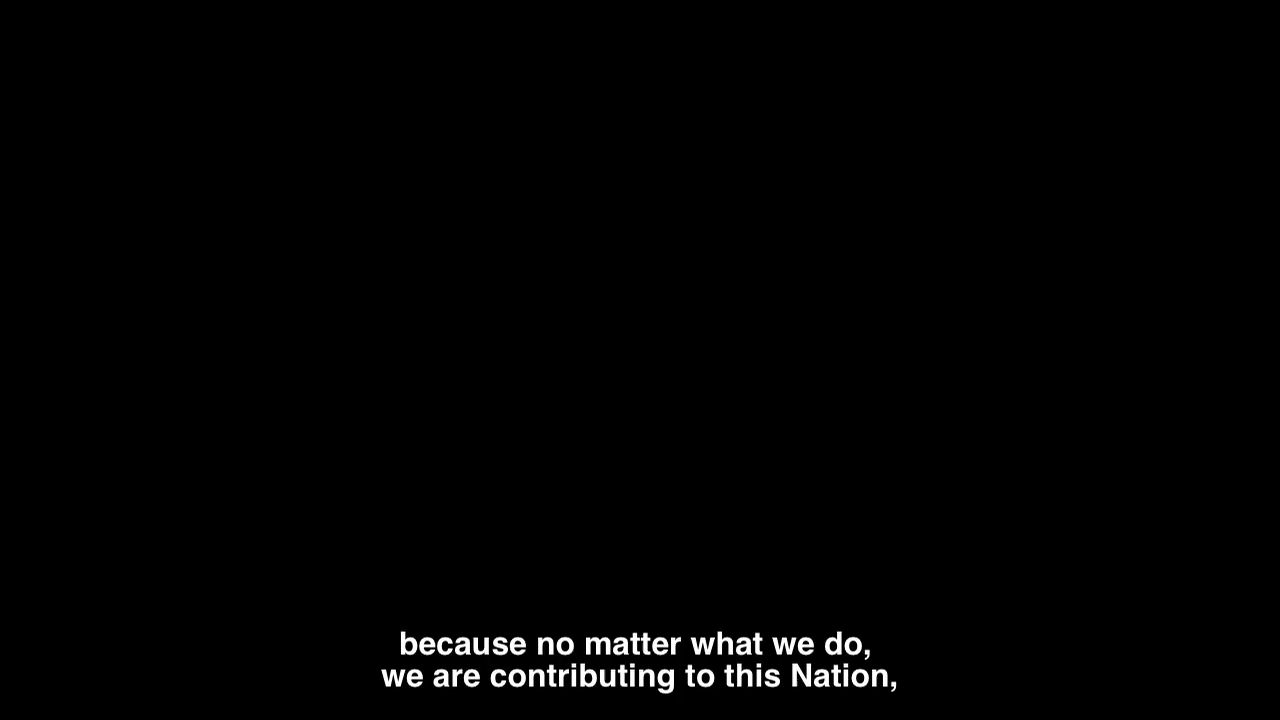 because no matter what we do,
we are contributing to this Nation,